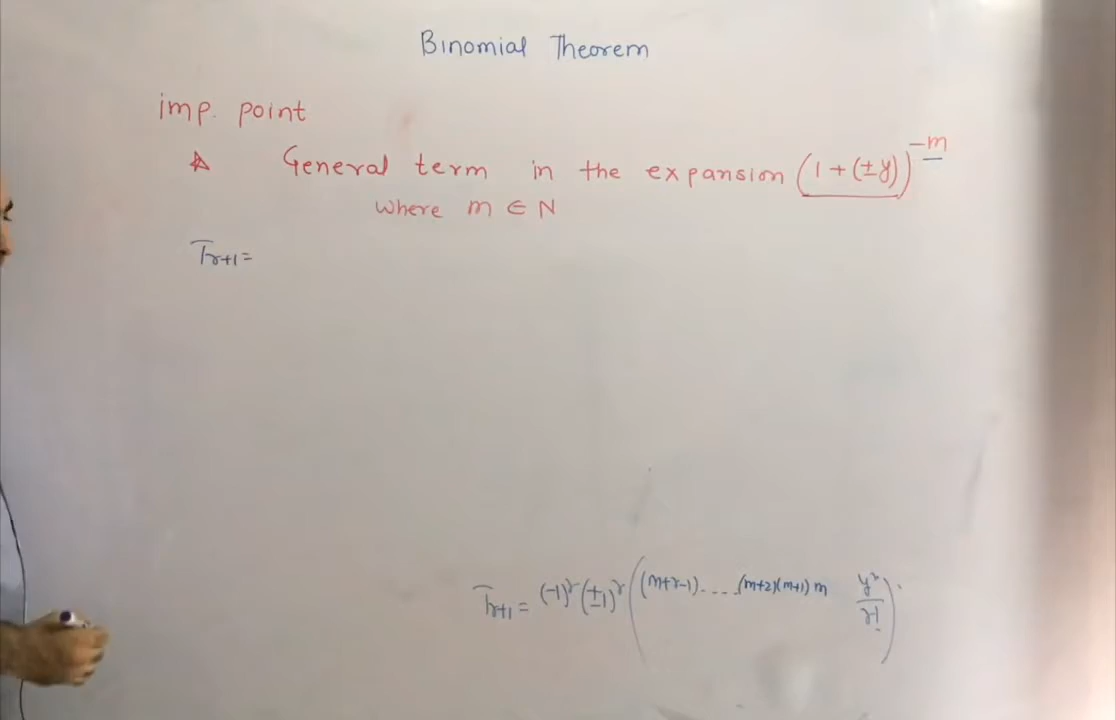 Binomial Theorem
imp. point
☆ General term in the expansion (1+(±y))^-m
where m ∈ N
T_r+1 =
T_r+1 = (-1)^r (±1)^r ((m+r-1)....(m+2)(m+1) m y^r/r!)